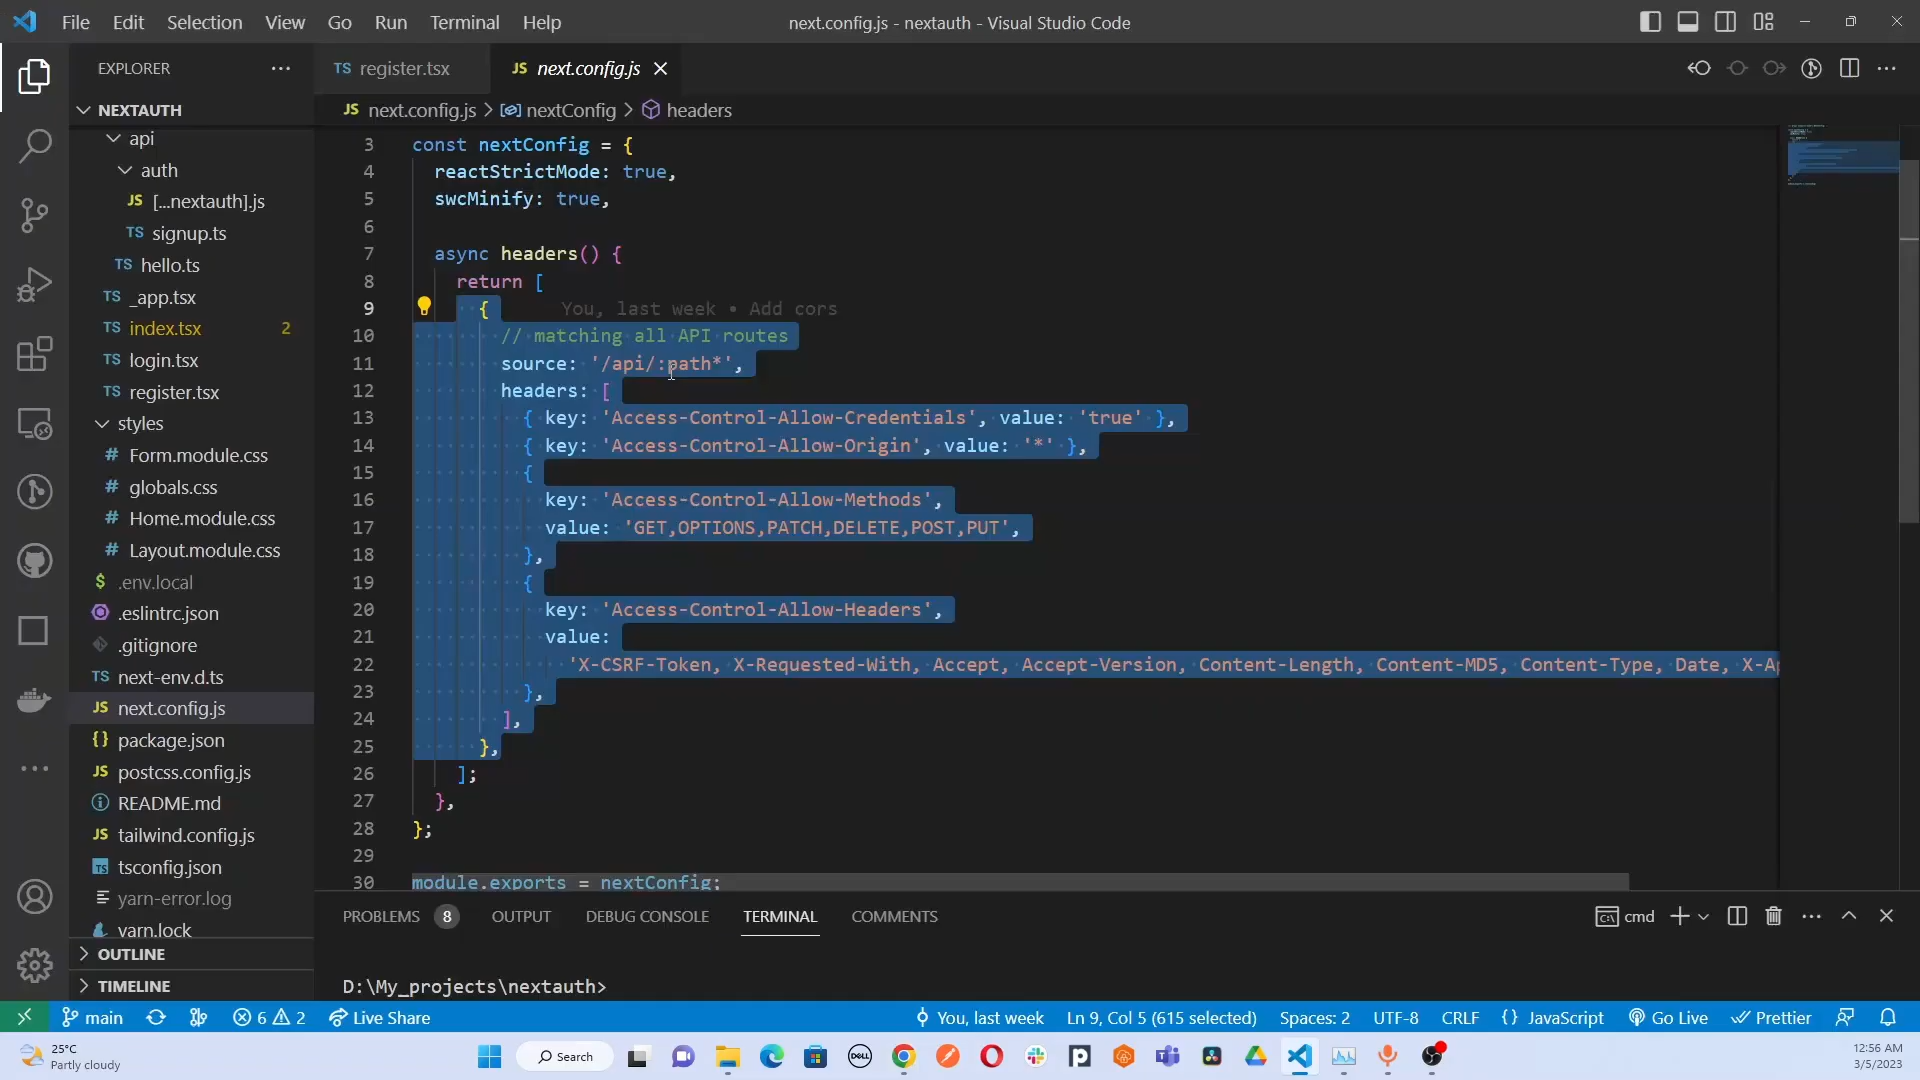 File Edit Selection View Go Run Terminal Help
next.config.js - nextauth - Visual Studio Code
EXPLORER
TS register.tsx
JS next.config.js
NEXTAUTH
JS next.config.js > nextConfig > headers
api
auth
JS [...nextauth].js
TS signup.ts
TS hello.ts
TS _app.tsx
TS index.tsx 2
TS login.tsx
TS register.tsx
styles
# Form.module.css
# globals.css
# Home.module.css
# Layout.module.css
$ .env.local
.eslintrc.json
.gitignore
TS next-env.d.ts
JS next.config.js
{} package.json
JS postcss.config.js
README.md
JS tailwind.config.js
TS tsconfig.json
yarn-error.log
yarn.lock
OUTLINE
TIMELINE
3 const nextConfig = {
4 reactStrictMode: true,
5 swcMinify: true,
6
7 async headers() {
8 return [
9 { You, last week • Add cors
10 // matching all API routes
11 source: '/api/:path*',
12 headers: [
13 { key: 'Access-Control-Allow-Credentials', value: 'true' },
14 { key: 'Access-Control-Allow-Origin', value: '*' },
15 {
16 key: 'Access-Control-Allow-Methods',
17 value: 'GET,OPTIONS,PATCH,DELETE,POST,PUT',
18 },
19 {
20 key: 'Access-Control-Allow-Headers',
21 value:
22 'X-CSRF-Token, X-Requested-With, Accept, Accept-Version, Content-Length, Content-MD5, Content-Type, Date, X-Ap
23 },
24 ],
25 },
26 ];
27 },
28 };
29
30 module.exports = nextConfig;
PROBLEMS 8 OUTPUT DEBUG CONSOLE TERMINAL COMMENTS
cmd
D:\My_projects\nextauth>
main 6 2 Live Share
You, last week Ln 9, Col 5 (615 selected) Spaces: 2 UTF-8 CRLF {} JavaScript Go Live Prettier
25°C
Partly cloudy
Search
DELL
12:56 AM
3/5/2023